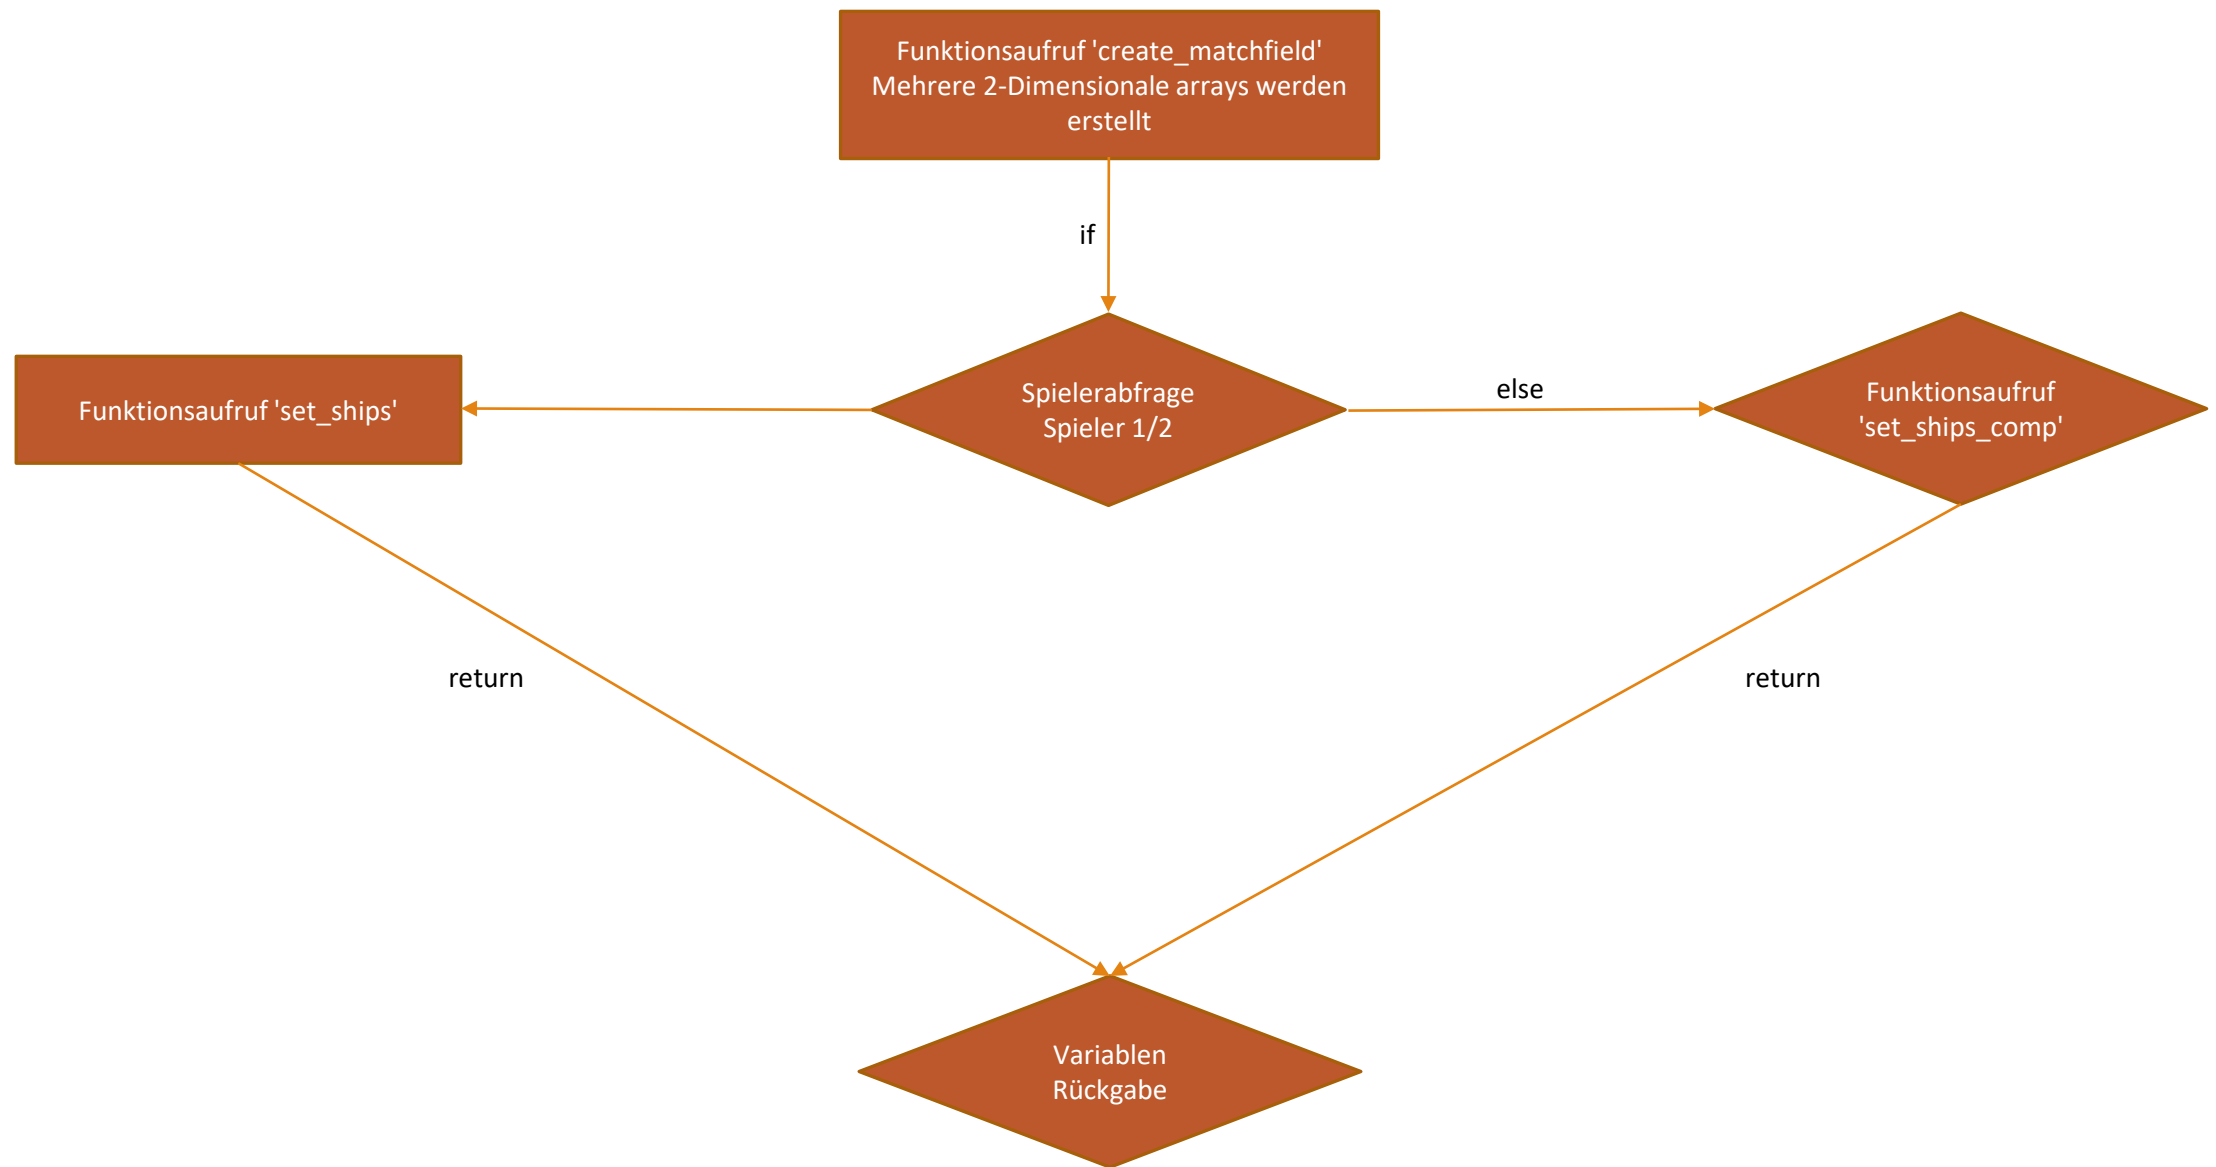 Funktionsaufruf 'create_matchfield'
Mehrere 2-Dimensionale arrays werden
erstellt
if
Funktionsaufruf 'set_ships'
Spielerabfrage
Spieler 1/2
else
Funktionsaufruf
'set_ships_comp'
return
return
Variablen
Rückgabe